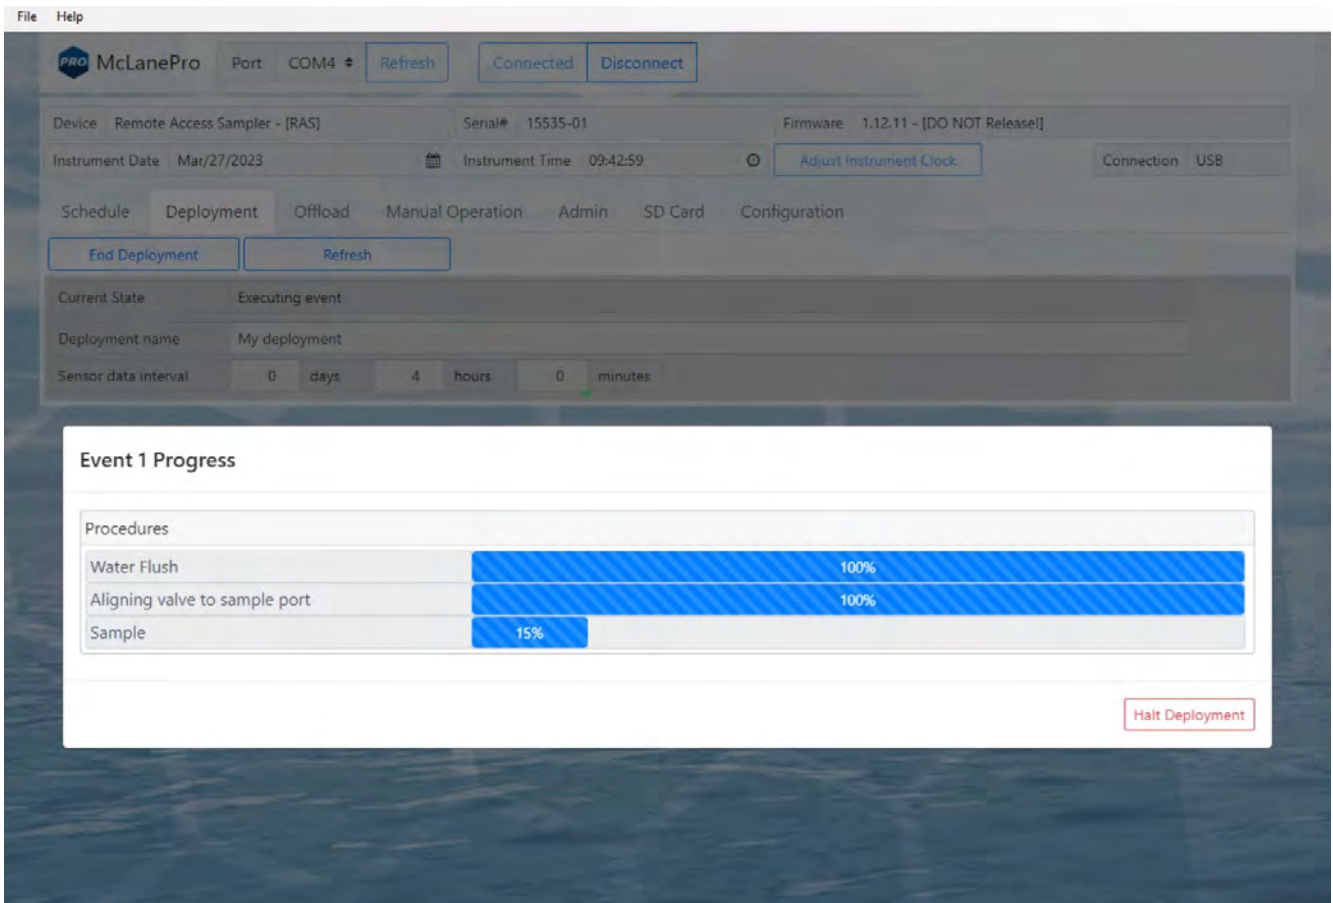 File Help
PRO McLanePro Port COM4 Refresh Connected Disconnect
Device Remote Access Sampler - [RAS] Serial# 15535-01 Firmware 1.12.11 - [DO NOT Release!]
Instrument Date Mar/27/2023 Instrument Time 09:42:59 Adjust Instrument Clock Connection USB
Schedule Deployment Offload Manual Operation Admin SD Card Configuration
End Deployment Refresh
Current State Executing event
Deployment name My deployment
Sensor data interval 0 days 4 hours 0 minutes
Event 1 Progress
Procedures
Water Flush 100%
Aligning valve to sample port 100%
Sample 15%
Halt Deployment